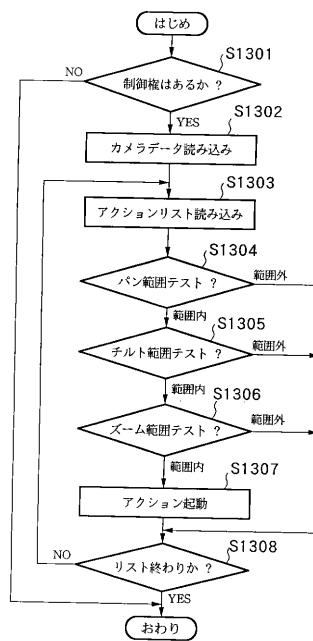 はじめ
S1301
NO
制御権はあるか ?
YES
S1302
カメラデータ読み込み
S1303
アクションリスト読み込み
S1304
パン範囲テスト ?
範囲外
範囲内
S1305
チルト範囲テスト ?
範囲外
範囲内
S1306
ズーム範囲テスト ?
範囲外
範囲内
S1307
アクション起動
S1308
NO
リスト終わりか ?
YES
おわり